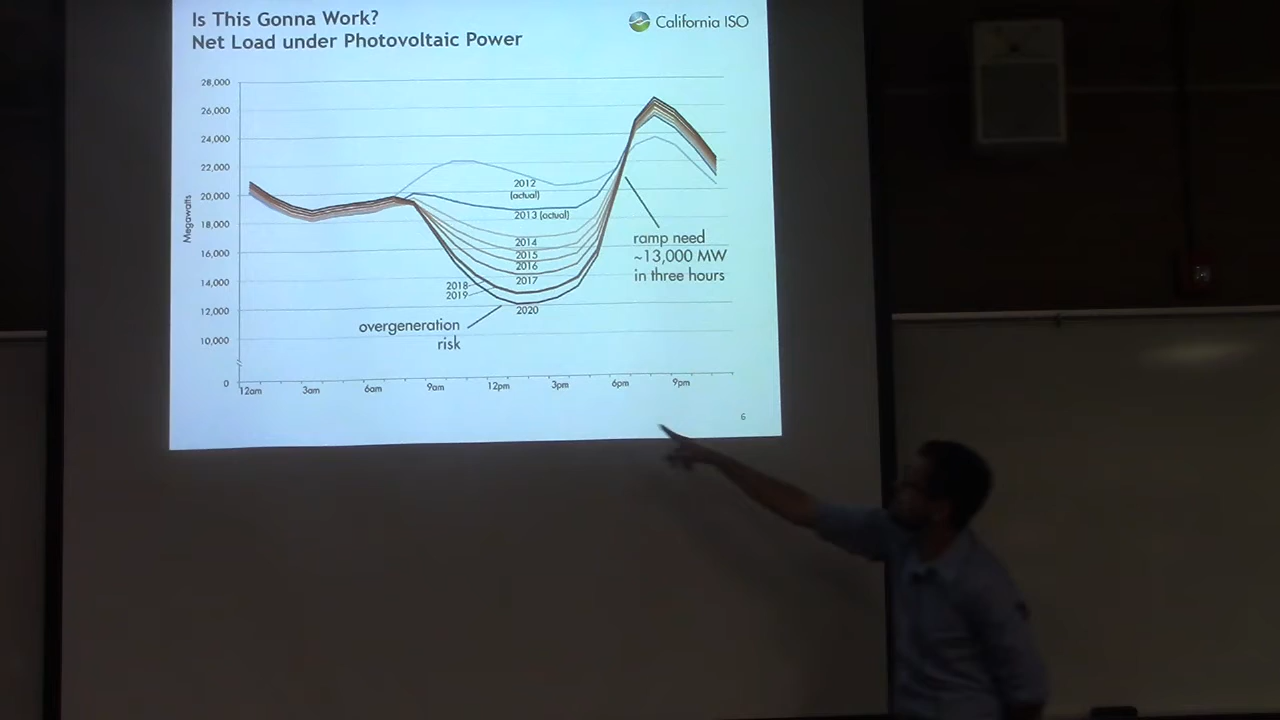 Is This Gonna Work?
Net Load under Photovoltaic Power
California ISO
28,000
26,000
24,000
22,000
20,000
18,000
16,000
14,000
12,000
10,000
0
Megawatts
2012
(actual)
2013 (actual)
2014
2015
2016
2017
2018
2019
2020
ramp need
~13,000 MW
in three hours
overgeneration
risk
12am 3am 6am 9am 12pm 3pm 6pm 9pm
6